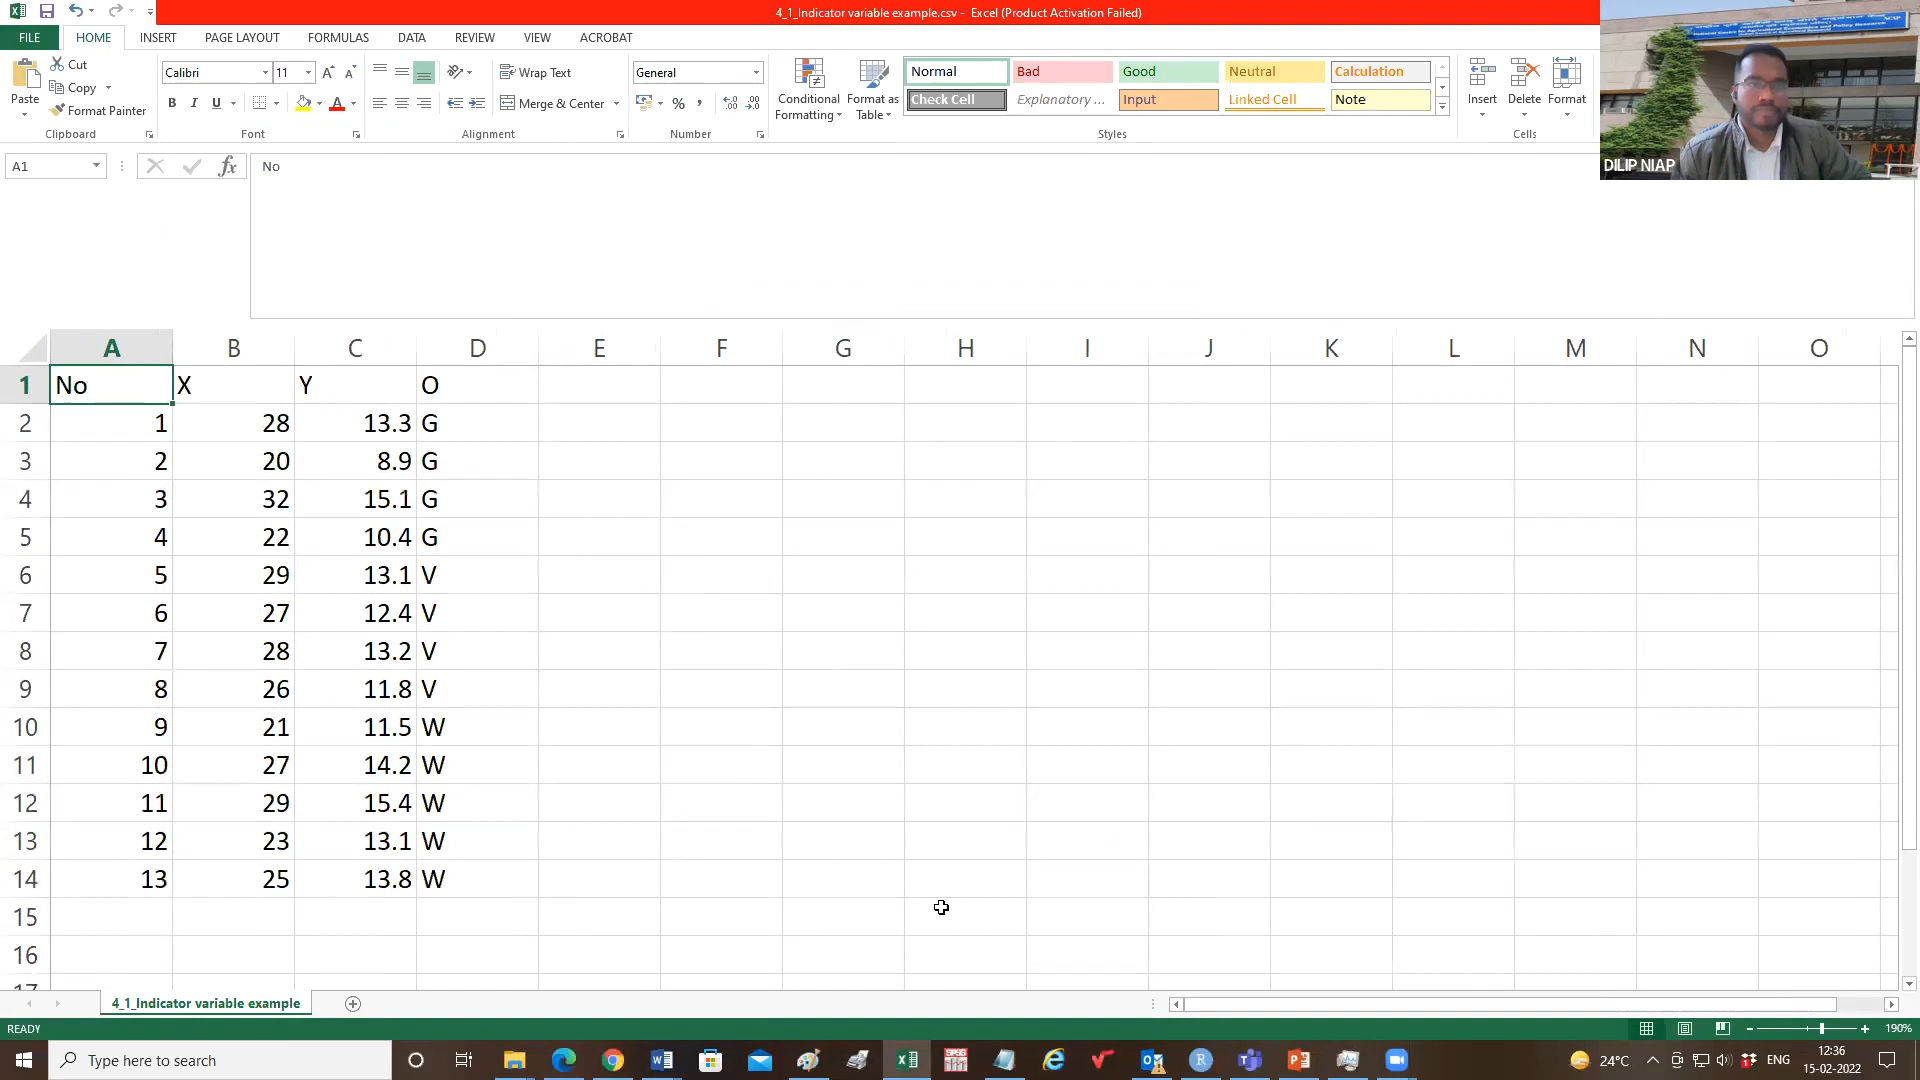 4_1_Indicator variable example.csv - Excel (Product Activation Failed)
FILE HOME INSERT PAGE LAYOUT FORMULAS DATA REVIEW VIEW ACROBAT
Paste
Cut
Copy
Format Painter
Clipboard
Calibri 11
B I U
Font
Wrap Text
Merge & Center
Alignment
General
Number
Conditional Formatting
Format as Table
Normal Bad Good Neutral Calculation
Check Cell Explanatory ... Input Linked Cell Note
Styles
Insert Delete Format
Cells
DILIP NIAP
A1 fx No
A B C D E F G H I J K L M N O
1 No X Y O
2 1 28 13.3 G
3 2 20 8.9 G
4 3 32 15.1 G
5 4 22 10.4 G
6 5 29 13.1 V
7 6 27 12.4 V
8 7 28 13.2 V
9 8 26 11.8 V
10 9 21 11.5 W
11 10 27 14.2 W
12 11 29 15.4 W
13 12 23 13.1 W
14 13 25 13.8 W
15
16
17
4_1_Indicator variable example
READY 190%
Type here to search
24°C ENG 12:36
15-02-2022